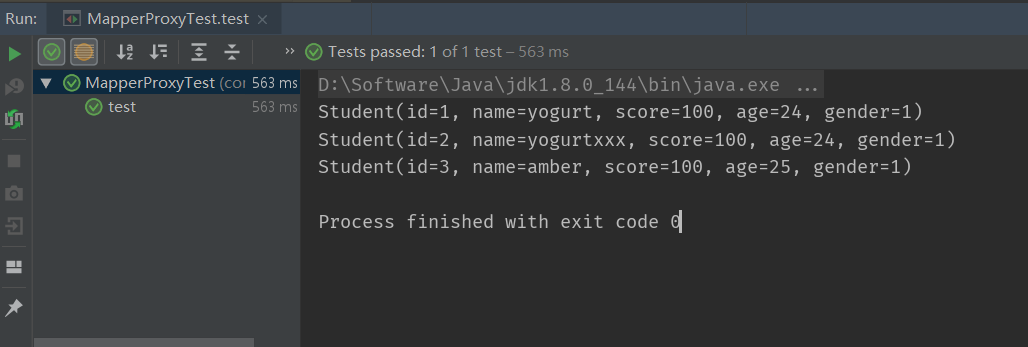 Run: MapperProxyTest.test ×
» Tests passed: 1 of 1 test – 563 ms
MapperProxyTest (cor 563 ms
test 563 ms
D:\Software\Java\jdk1.8.0_144\bin\java.exe ...
Student(id=1, name=yogurt, score=100, age=24, gender=1)
Student(id=2, name=yogurtxxx, score=100, age=24, gender=1)
Student(id=3, name=amber, score=100, age=25, gender=1)
Process finished with exit code 0